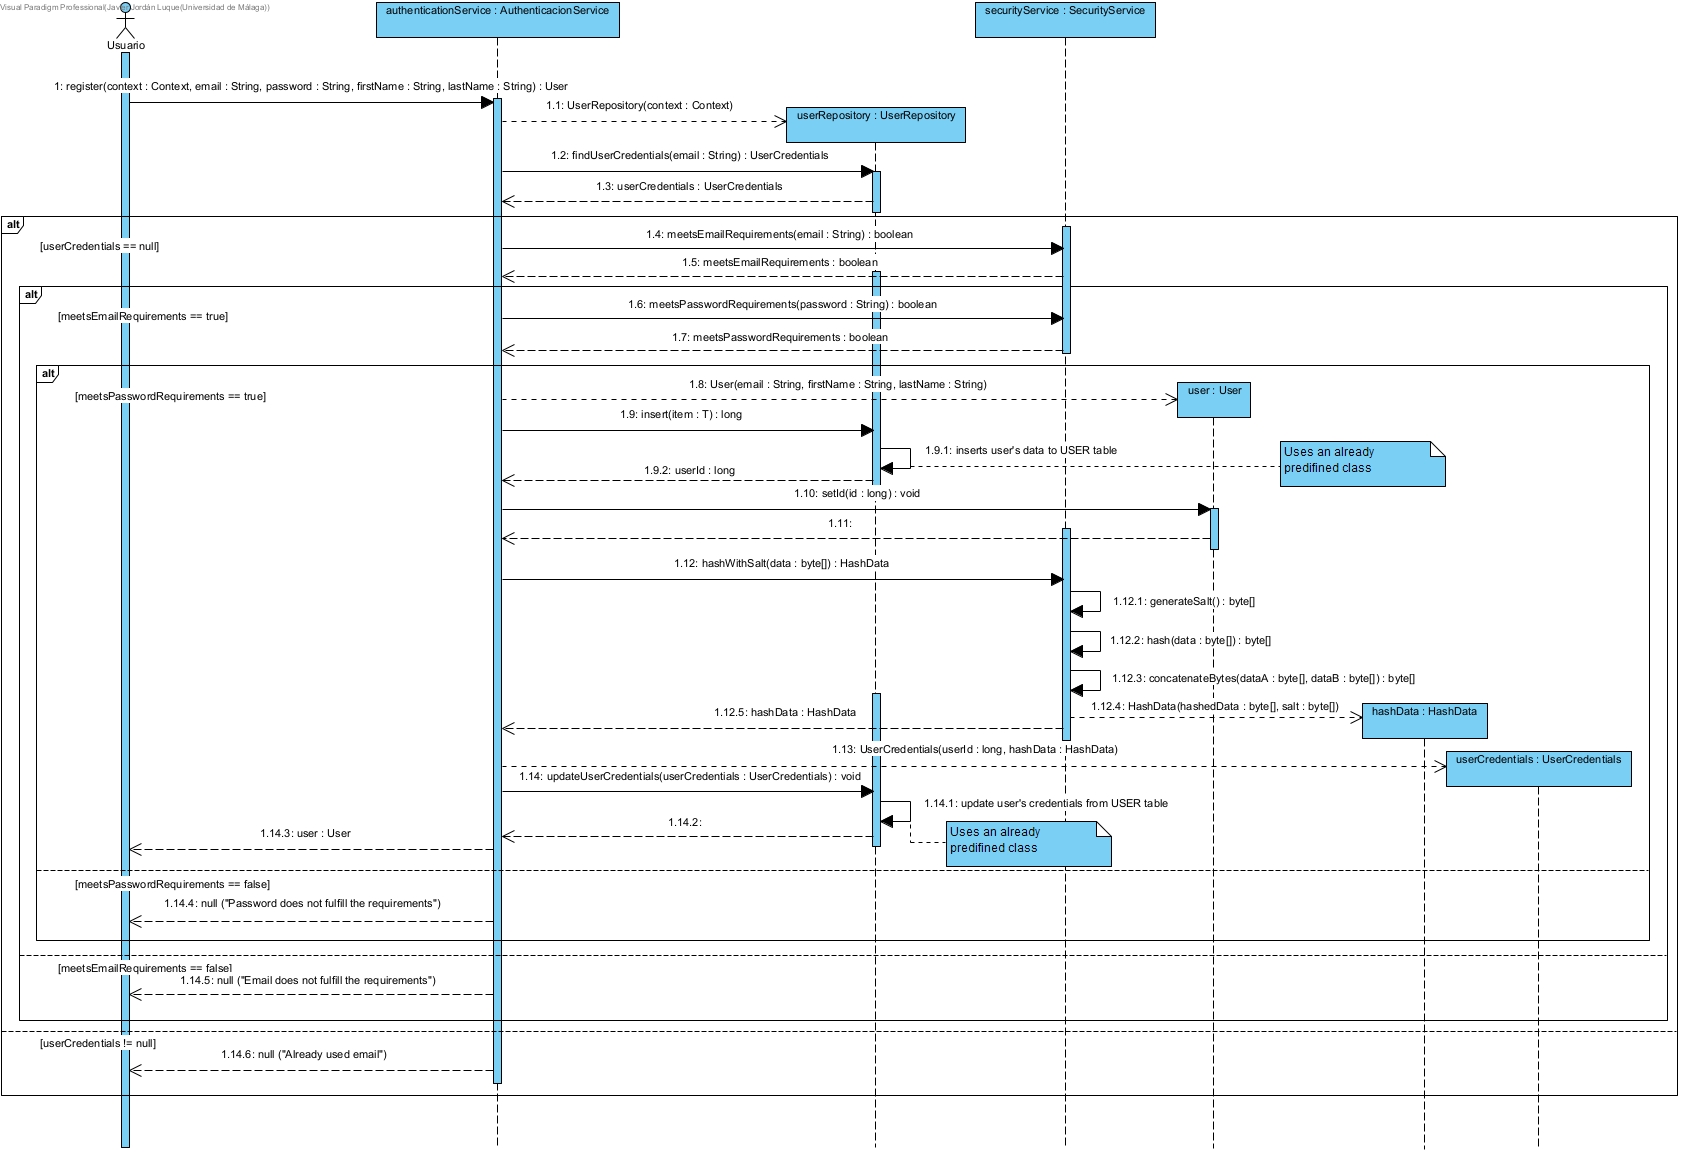 Visual Paradigm Professional(Javier Jordán Luque(Universidad de Málaga))
Usuario
authenticationService : AuthenticacionService
securityService : SecurityService
1: register(context : Context, email : String, password : String, firstName : String, lastName : String) : User
1.1: UserRepository(context : Context)
userRepository : UserRepository
1.2: findUserCredentials(email : String) : UserCredentials
1.3: userCredentials : UserCredentials
alt
[userCredentials == null]
1.4: meetsEmailRequirements(email : String) : boolean
1.5: meetsEmailRequirements : boolean
alt
[meetsEmailRequirements == true]
1.6: meetsPasswordRequirements(password : String) : boolean
1.7: meetsPasswordRequirements : boolean
alt
[meetsPasswordRequirements == true]
1.8: User(email : String, firstName : String, lastName : String)
user : User
1.9: insert(item : T) : long
1.9.1: inserts user's data to USER table
Uses an already
predifined class
1.9.2: userId : long
1.10: setId(id : long) : void
1.11:
1.12: hashWithSalt(data : byte[]) : HashData
1.12.1: generateSalt() : byte[]
1.12.2: hash(data : byte[]) : byte[]
1.12.3: concatenateBytes(dataA : byte[], dataB : byte[]) : byte[]
1.12.4: HashData(hashedData : byte[], salt : byte[])
hashData : HashData
1.12.5: hashData : HashData
1.13: UserCredentials(userId : long, hashData : HashData)
userCredentials : UserCredentials
1.14: updateUserCredentials(userCredentials : UserCredentials) : void
1.14.1: update user's credentials from USER table
1.14.2:
Uses an already
predifined class
1.14.3: user : User
[meetsPasswordRequirements == false]
1.14.4: null ("Password does not fulfill the requirements")
[meetsEmailRequirements == false]
1.14.5: null ("Email does not fulfill the requirements")
[userCredentials != null]
1.14.6: null ("Already used email")